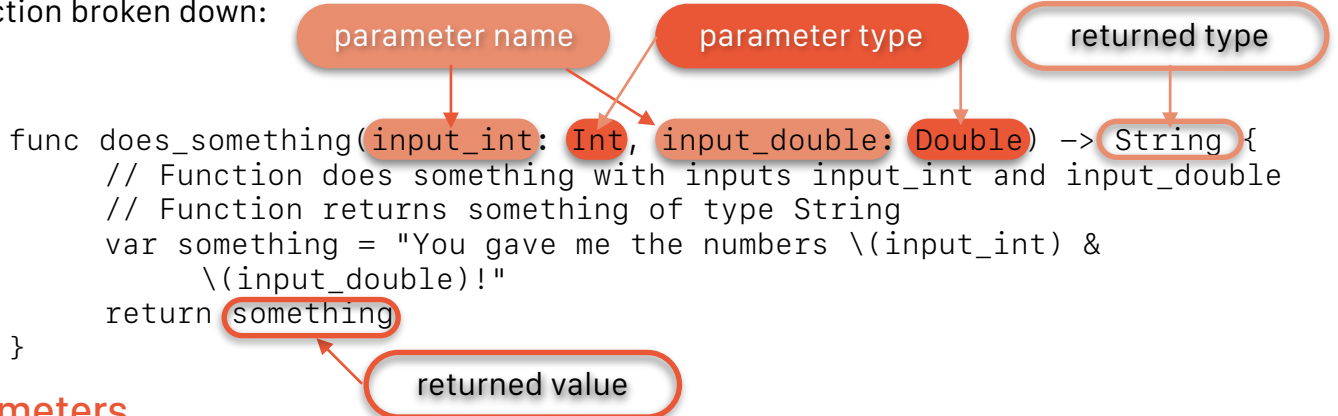 ction broken down:
parameter name parameter type returned type
func does_something(input_int: Int, input_double: Double) –> String {
// Function does something with inputs input_int and input_double
// Function returns something of type String
var something = "You gave me the numbers \(input_int) &
\(input_double)!"
return something
}
returned value
meters